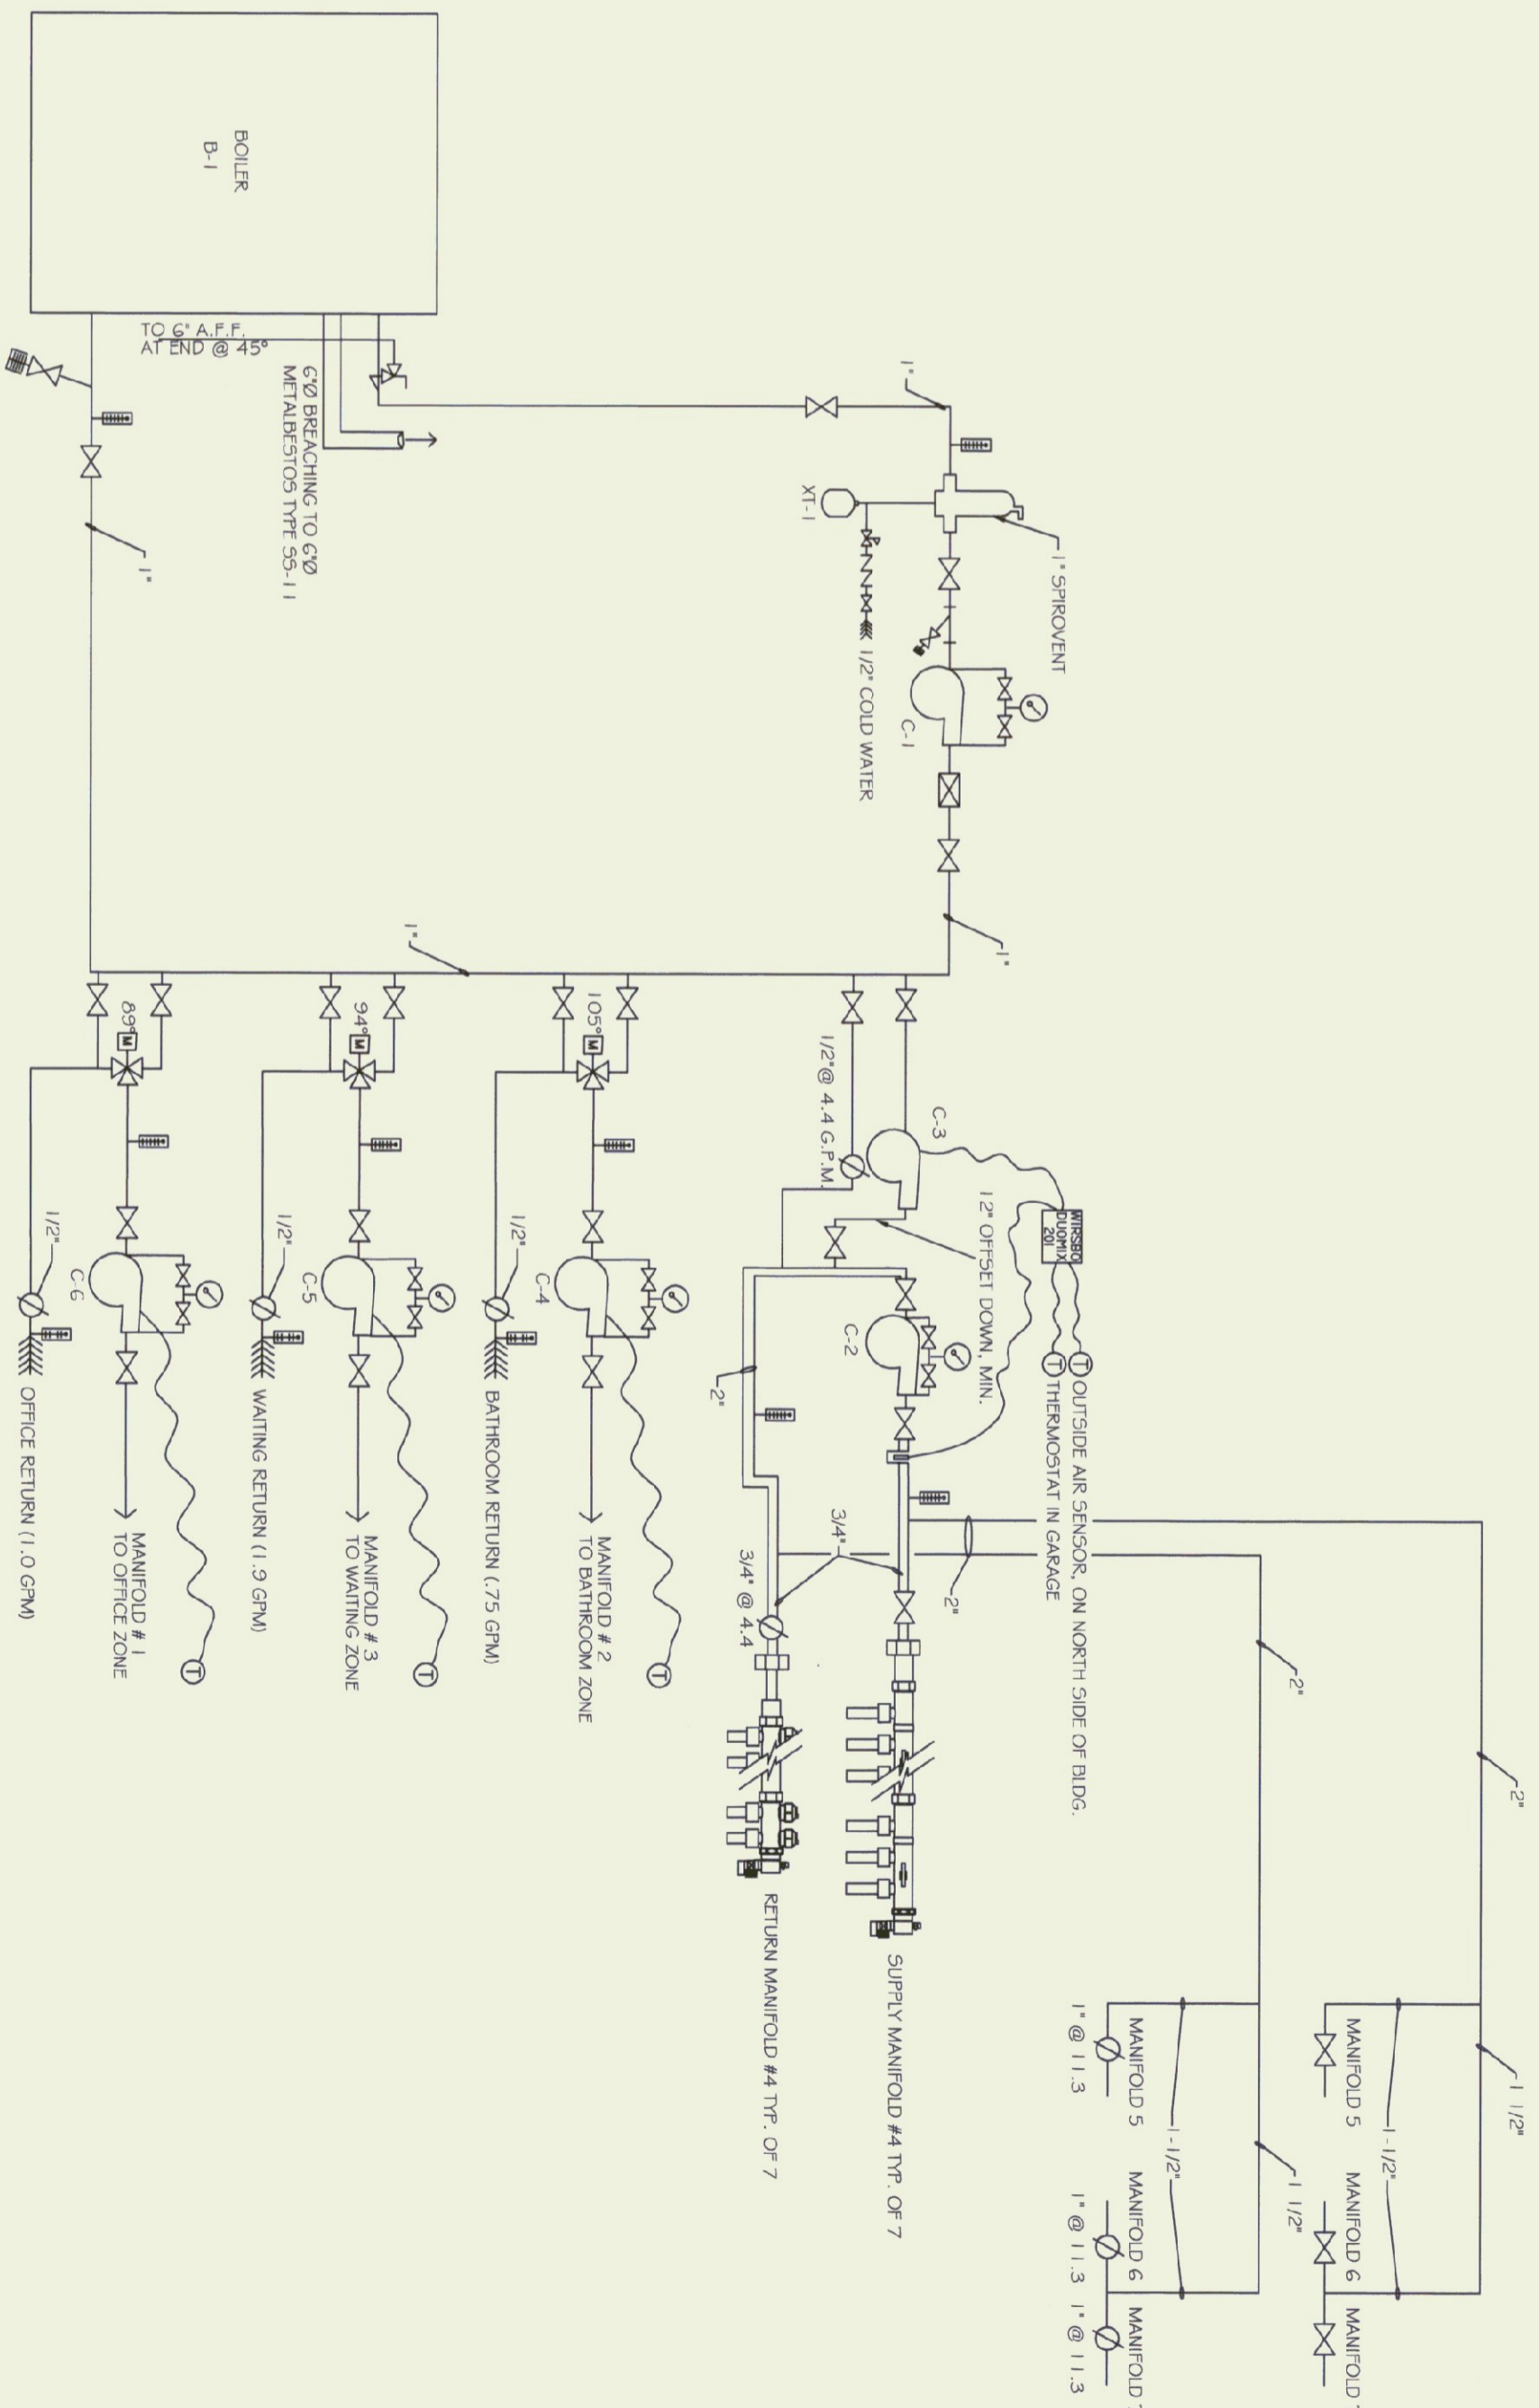 BOILER
B-1
TO 6" A.F.F.
AT END @ 45°
6"Ø BREACHING TO 6"Ø
METALBESTOS TYPE SS-11
1"
1"
XT-1
1" SPIROVENT
1/2" COLD WATER
C-1
1"
1"
WIRSBO
DUOMIX
201
OUTSIDE AIR SENSOR, ON NORTH SIDE OF BLDG.
T
THERMOSTAT IN GARAGE
T
C-3
1/2" @ 4.4 G.P.M.
12" OFFSET DOWN, MIN.
C-2
2"
2"
3/4"
3/4" @ 4.4
SUPPLY MANIFOLD #4 TYP. OF 7
RETURN MANIFOLD #4 TYP. OF 7
2"
2"
1 1/2"
1 1/2"
1-1/2"
1-1/2"
MANIFOLD 5
MANIFOLD 6
MANIFOLD
MANIFOLD 5
MANIFOLD 6
MANIFOLD
1" @ 11.3
1" @ 11.3
1" @ 11.3
105°
M
C-4
1/2"
T
MANIFOLD # 2
TO BATHROOM ZONE
BATHROOM RETURN (.75 GPM)
94°
M
C-5
1/2"
T
MANIFOLD # 3
TO WAITING ZONE
WAITING RETURN (1.9 GPM)
89°
M
C-6
1/2"
T
MANIFOLD # 1
TO OFFICE ZONE
OFFICE RETURN (1.0 GPM)